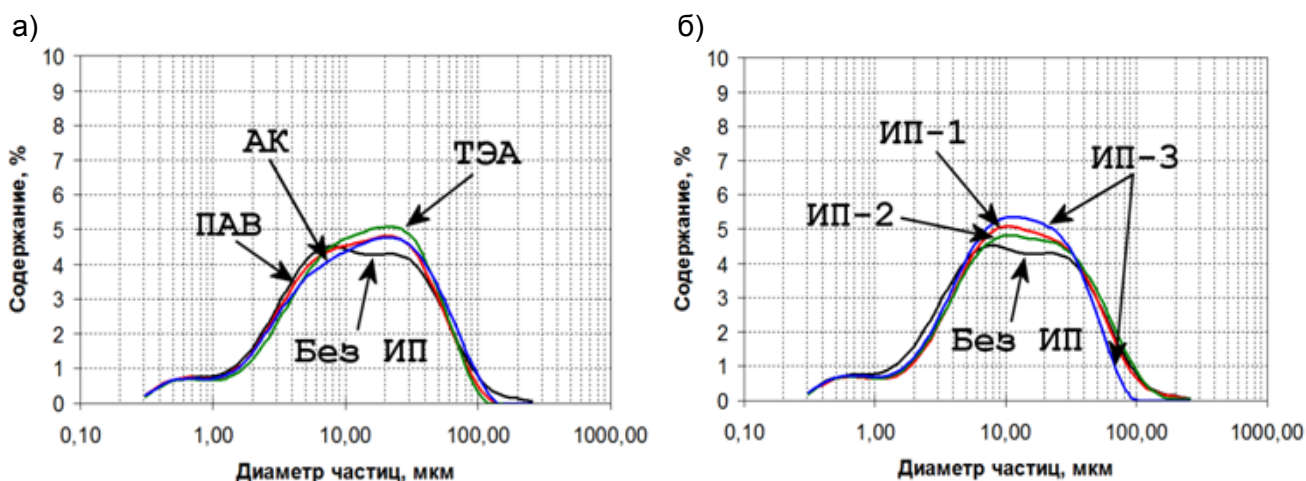 а)
Содержание, %
10
9
8
7
6
5
4
3
2
1
0
АК
ТЭА
ПАВ
Без ИП
0,10
1,00
10,00
100,00
1000,00
Диаметр частиц, мкм
б)
Содержание, %
10
9
8
7
6
5
4
3
2
1
0
ИП-1
ИП-3
ИП-2
Без ИП
0,10
1,00
10,00
100,00
1000,00
Диаметр частиц, мкм